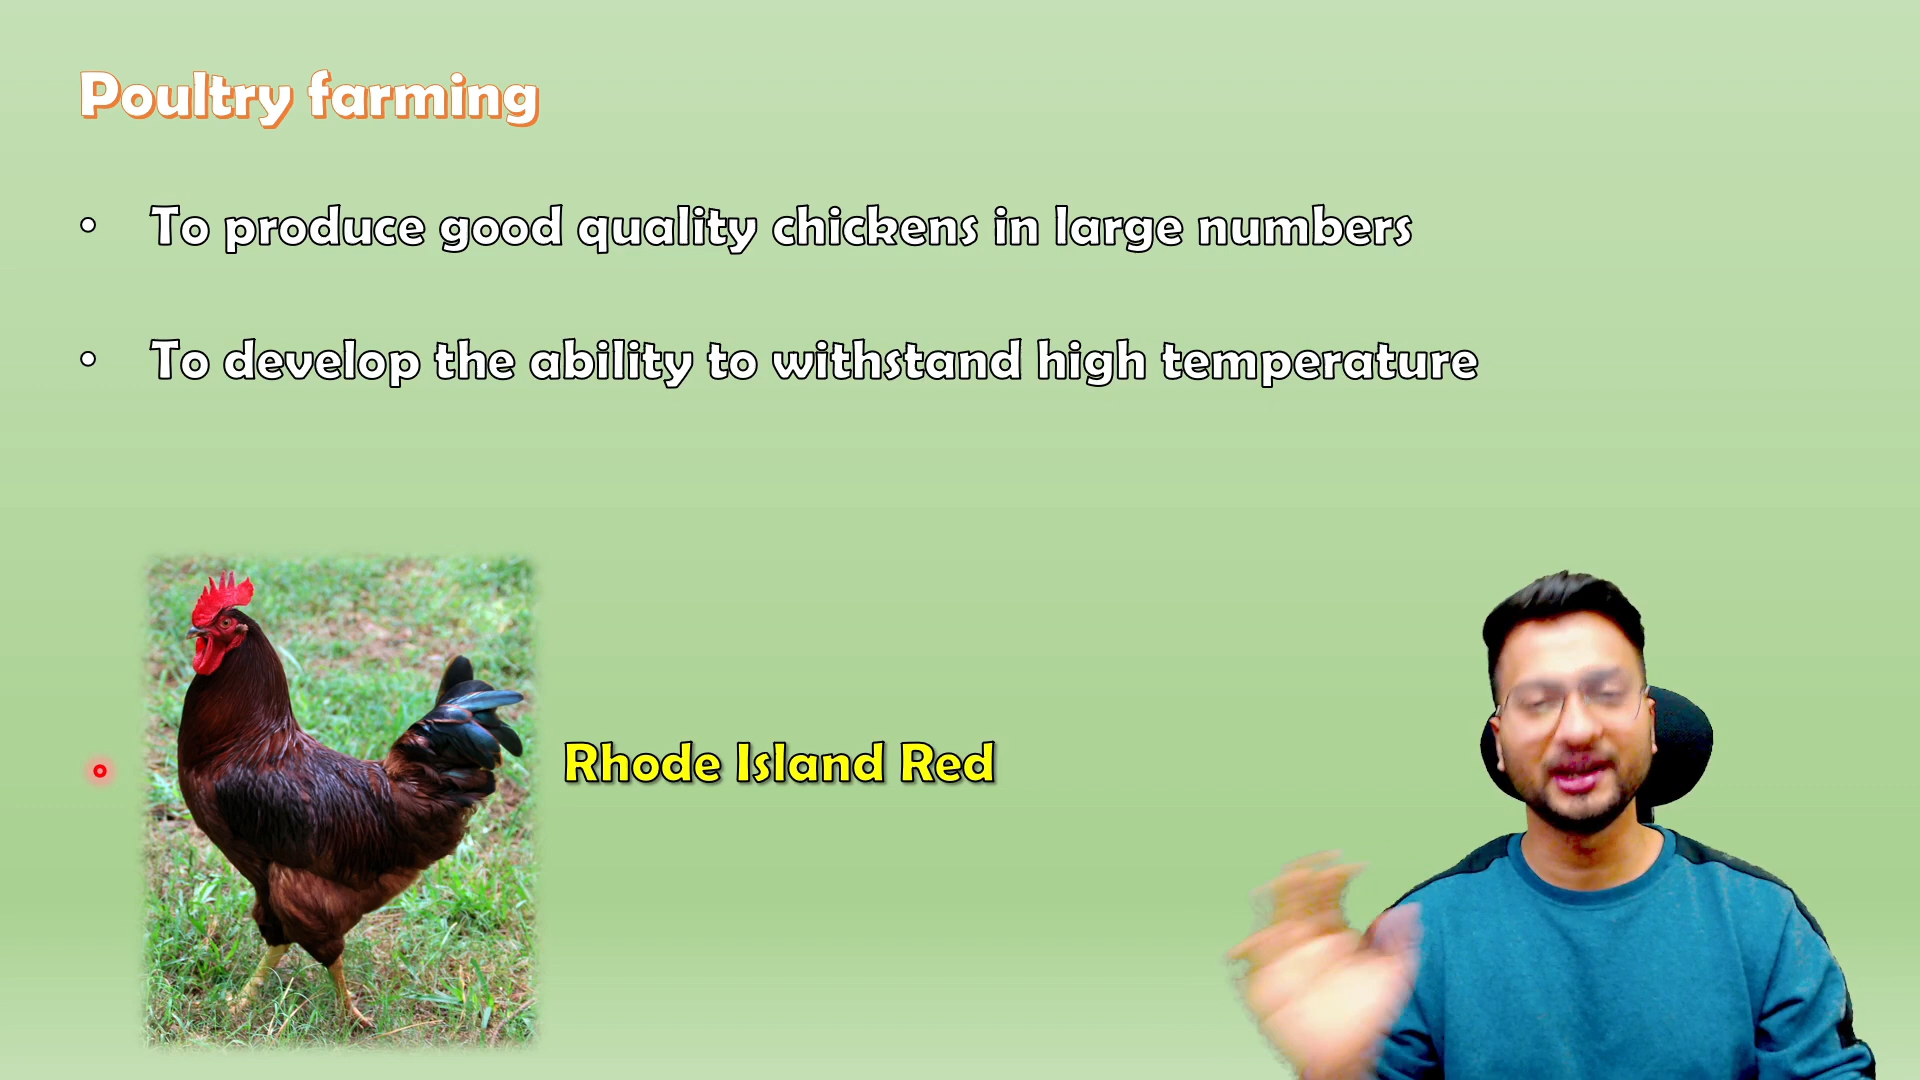 Poultry farming
• To produce good quality chickens in large numbers
• To develop the ability to withstand high temperature
Rhode Island Red